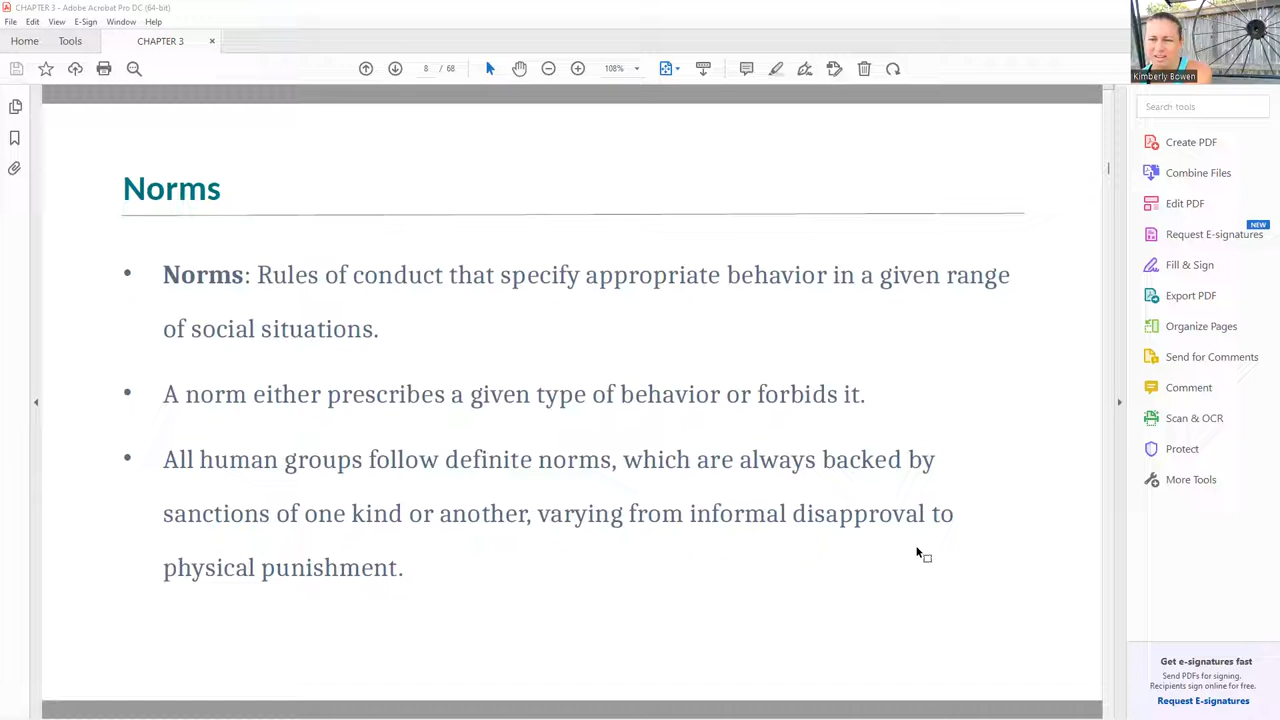 CHAPTER 3 - Adobe Acrobat Pro DC (64-bit)
File Edit View E-Sign Window Help
Home Tools CHAPTER 3 ×
8 / 68 108%
Kimberly Bowen
Search tools
Norms
• Norms: Rules of conduct that specify appropriate behavior in a given range
of social situations.
• A norm either prescribes a given type of behavior or forbids it.
• All human groups follow definite norms, which are always backed by
sanctions of one kind or another, varying from informal disapproval to
physical punishment.
Create PDF
Combine Files
Edit PDF
NEW
Request E-signatures
Fill & Sign
Export PDF
Organize Pages
Send for Comments
Comment
Scan & OCR
Protect
More Tools
Get e-signatures fast
Send PDFs for signing.
Recipients sign online for free.
Request E-signatures